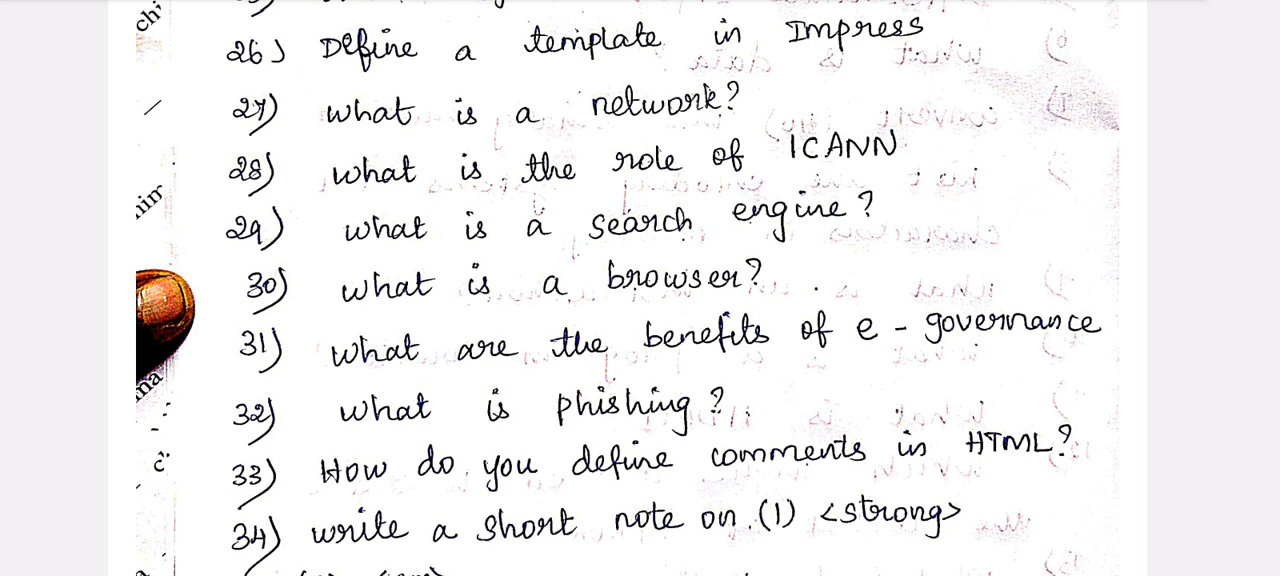 26) Define a template in Impress
27) what is a network?
28) what is the role of ICANN
29) what is a search engine?
30) what is a browser?
31) what are the benefits of e - governance
32) what is phishing?
33) How do you define comments in HTML?
34) write a short note on (1) <strong>